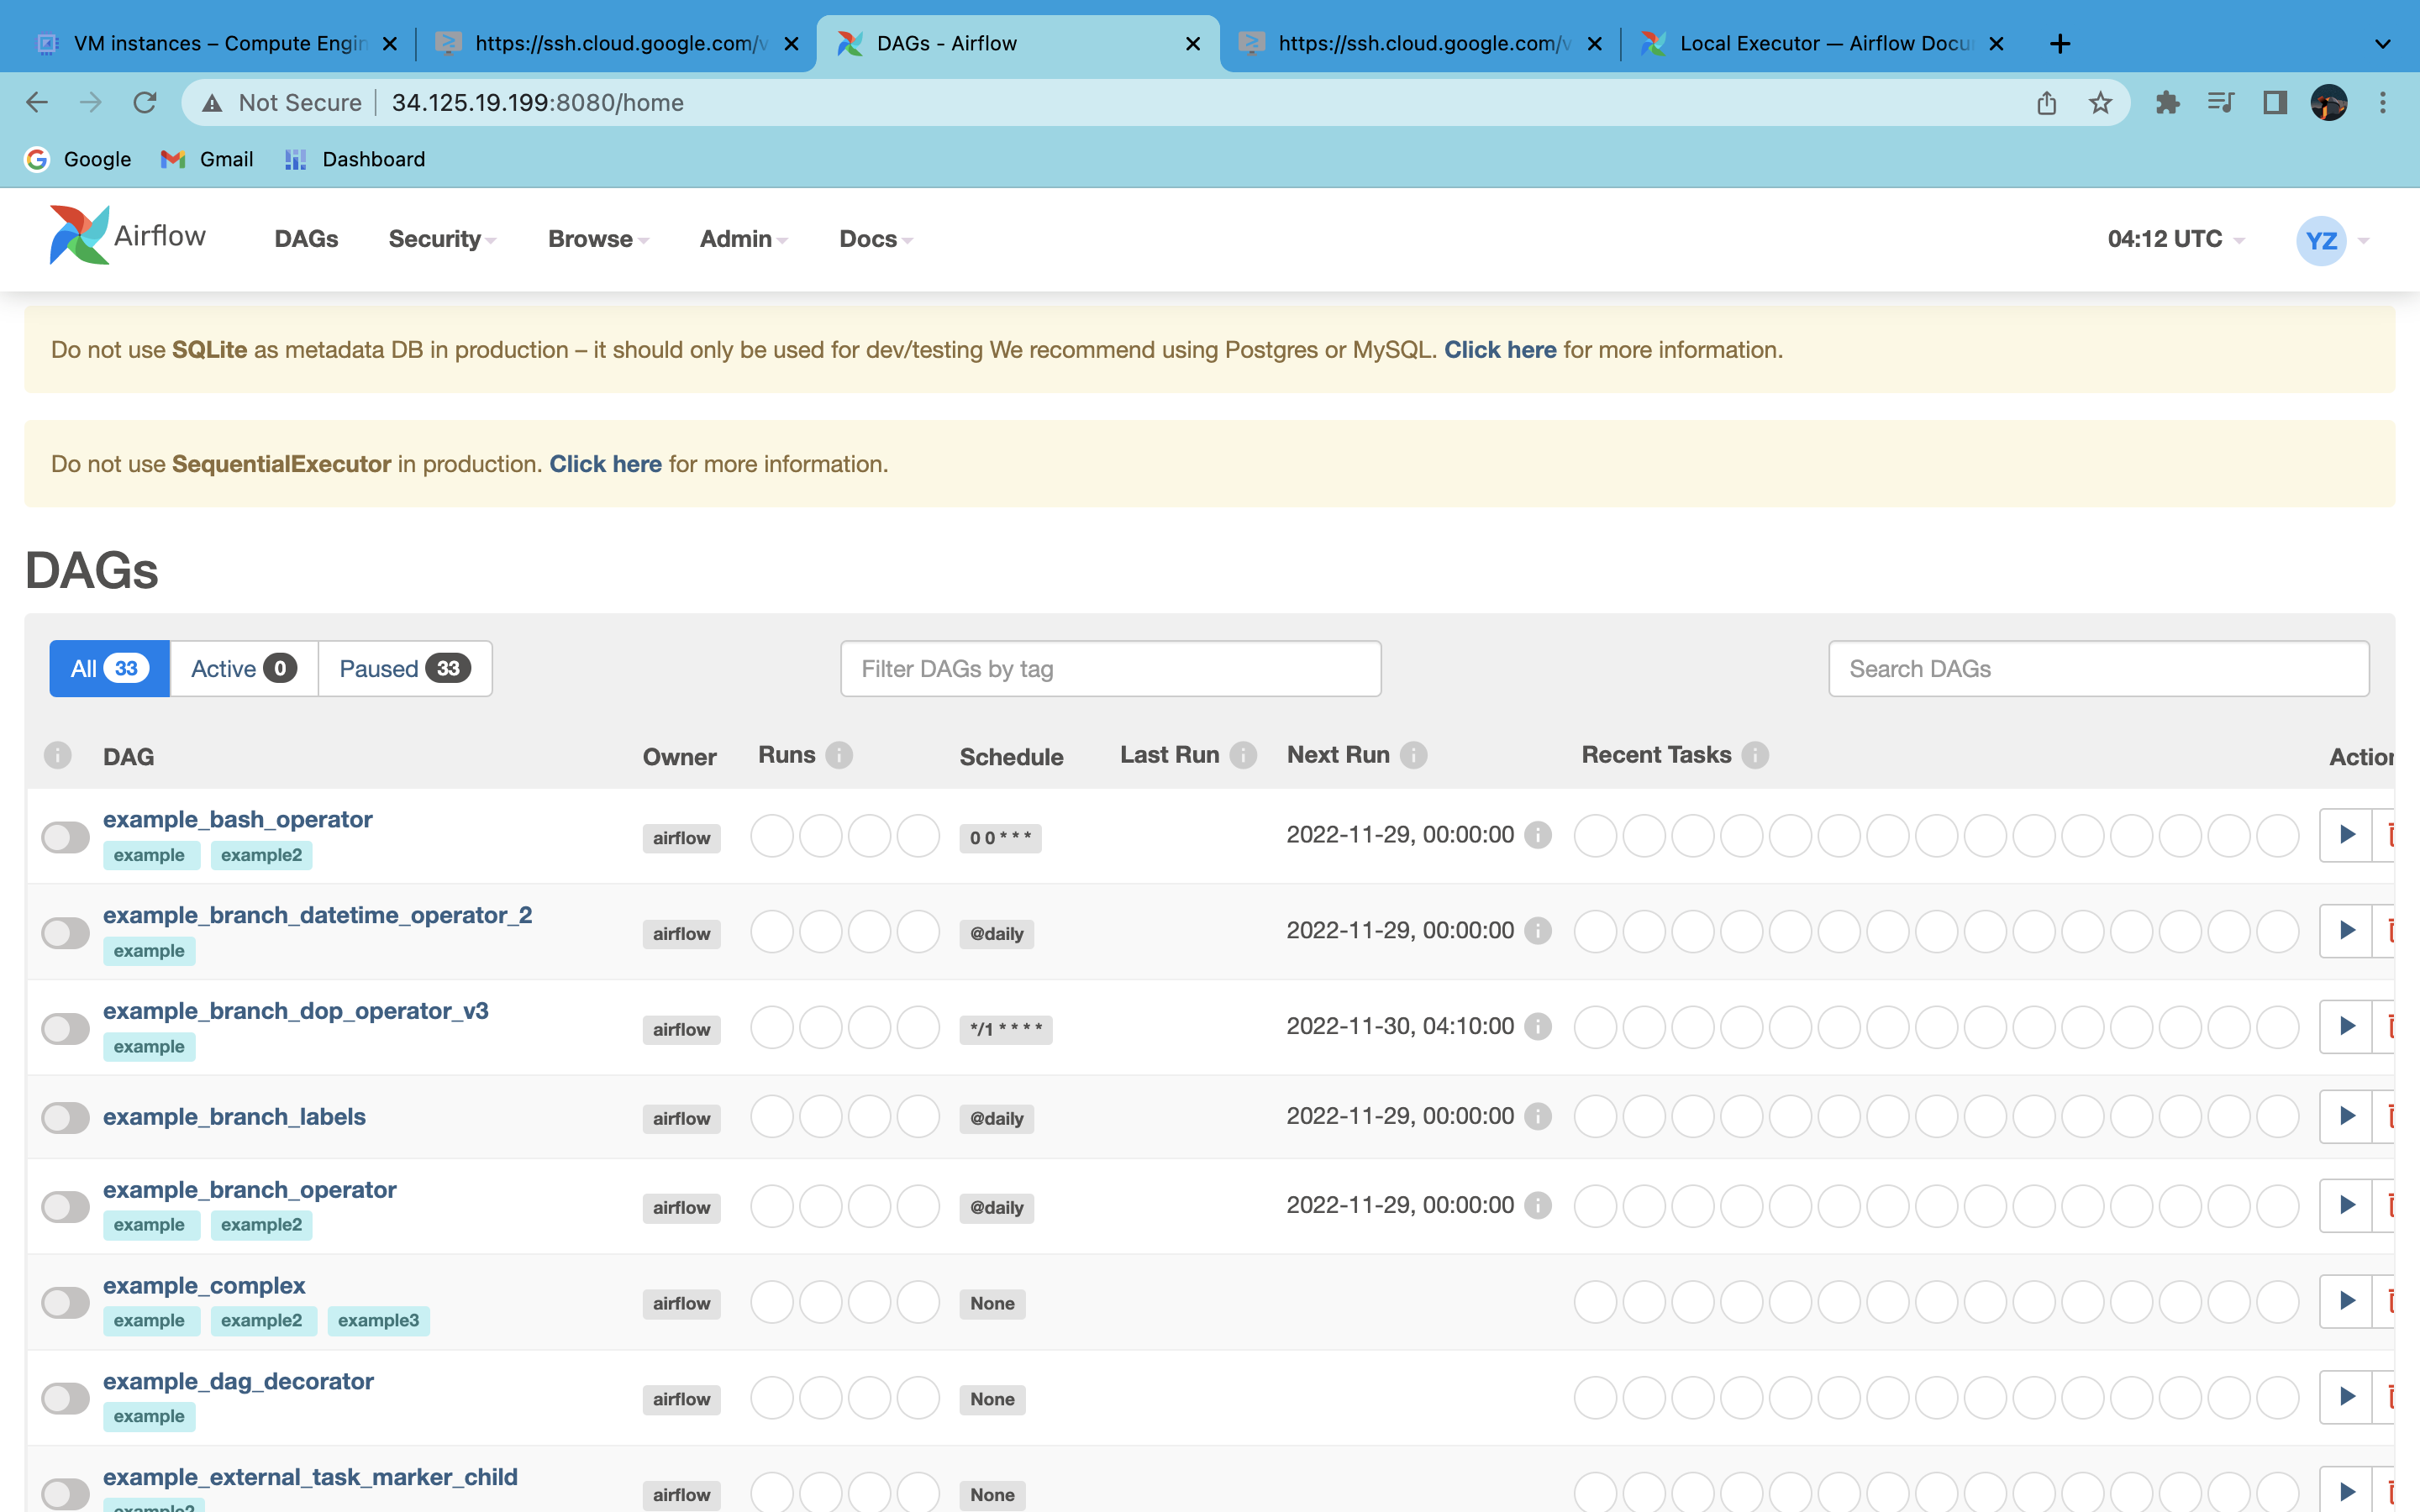 VM instances – Compute Engin
https://ssh.cloud.google.com/v
DAGs - Airflow
https://ssh.cloud.google.com/v
Local Executor — Airflow Docu
Not Secure 34.125.19.199:8080/home
Google Gmail Dashboard
Airflow DAGs Security Browse Admin Docs 04:12 UTC YZ
Do not use SQLite as metadata DB in production – it should only be used for dev/testing We recommend using Postgres or MySQL. Click here for more information.
Do not use SequentialExecutor in production. Click here for more information.
DAGs
All 33 Active 0 Paused 33 Filter DAGs by tag Search DAGs
i DAG Owner Runs i Schedule Last Run i Next Run i Recent Tasks i Action
example_bash_operator
airflow 0 0 * * * 2022-11-29, 00:00:00 i
example example2
example_branch_datetime_operator_2
airflow @daily 2022-11-29, 00:00:00 i
example
example_branch_dop_operator_v3
airflow */1 * * * * 2022-11-30, 04:10:00 i
example
example_branch_labels airflow @daily 2022-11-29, 00:00:00 i
example_branch_operator
airflow @daily 2022-11-29, 00:00:00 i
example example2
example_complex
airflow None
example example2 example3
example_dag_decorator
airflow None
example
example_external_task_marker_child
airflow None
example2